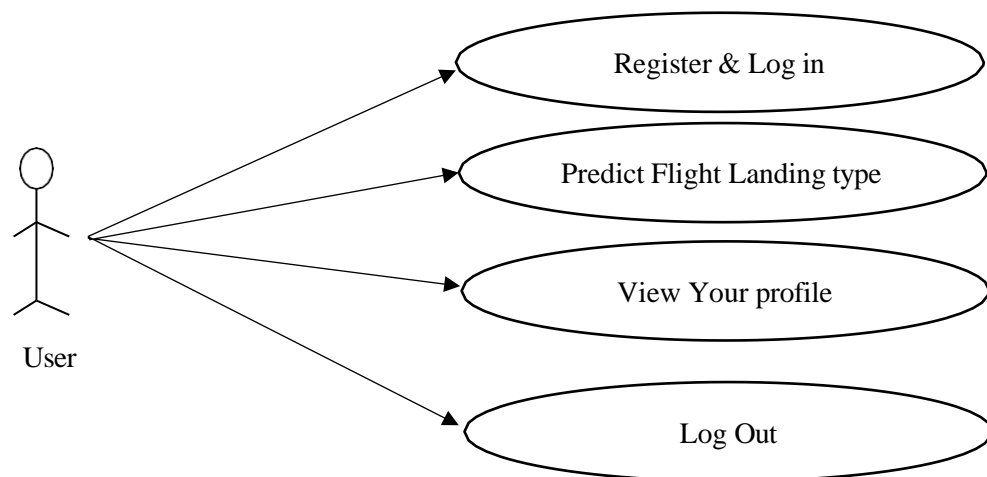 Register & Log in
Predict Flight Landing type
View Your profile
User
Log Out